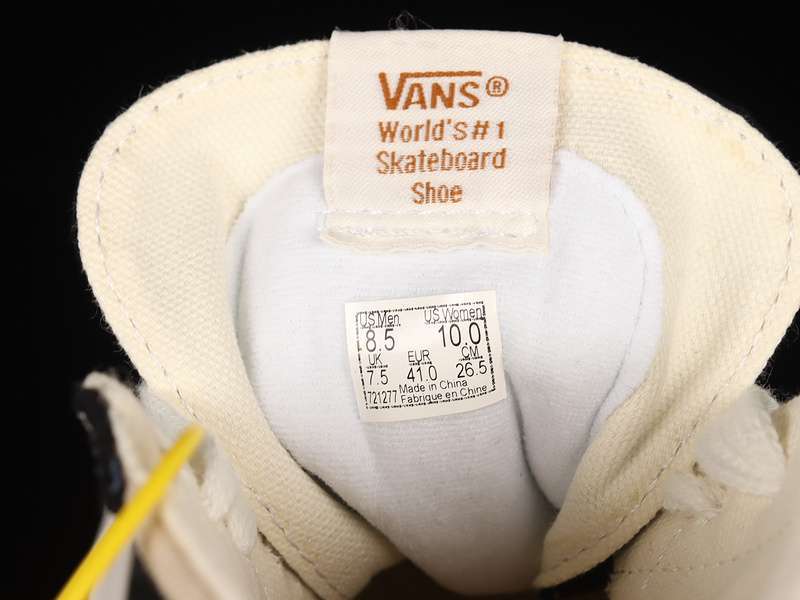 VANS®
World's #1
Skateboard
Shoe
US Men US Women
8.5 10.0
UK EUR CM
7.5 41.0 26.5
721277 Made in China
Fabrique en Chine